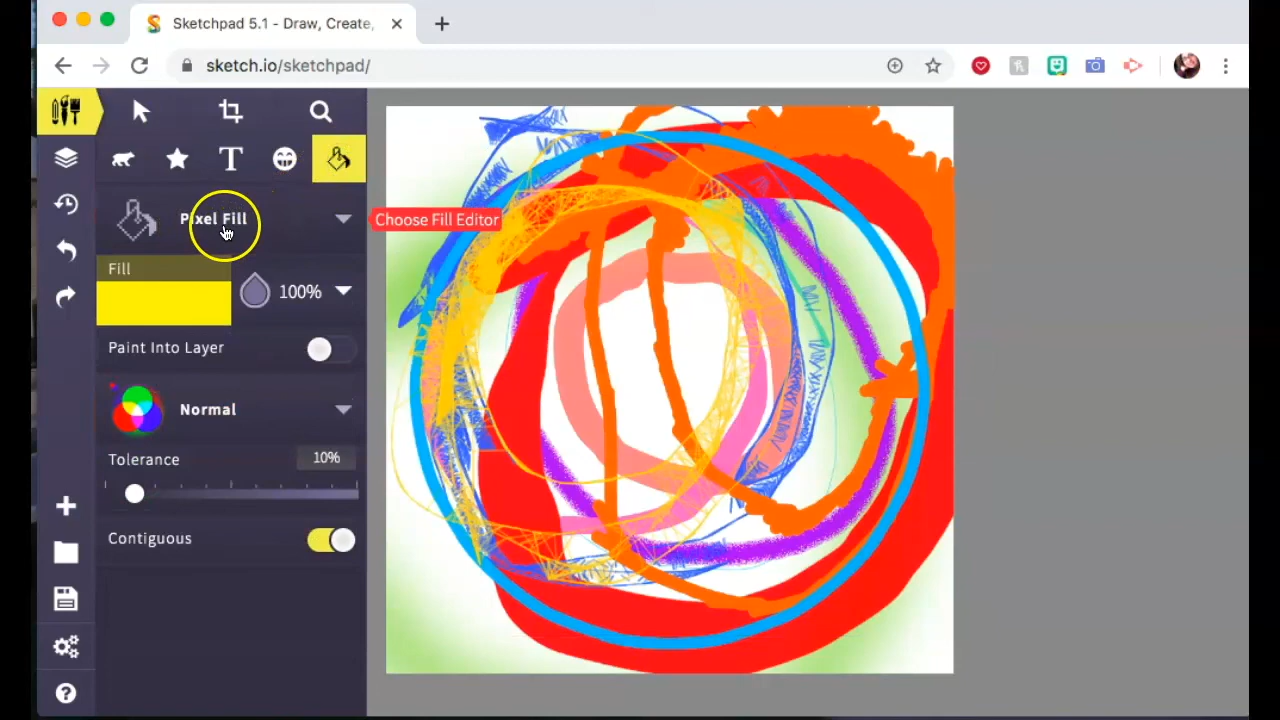 Sketchpad 5.1 - Draw, Create,
sketch.io/sketchpad/
T
Pixel Fill
Choose Fill Editor
Fill
100%
Paint Into Layer
Normal
Tolerance
10%
Contiguous